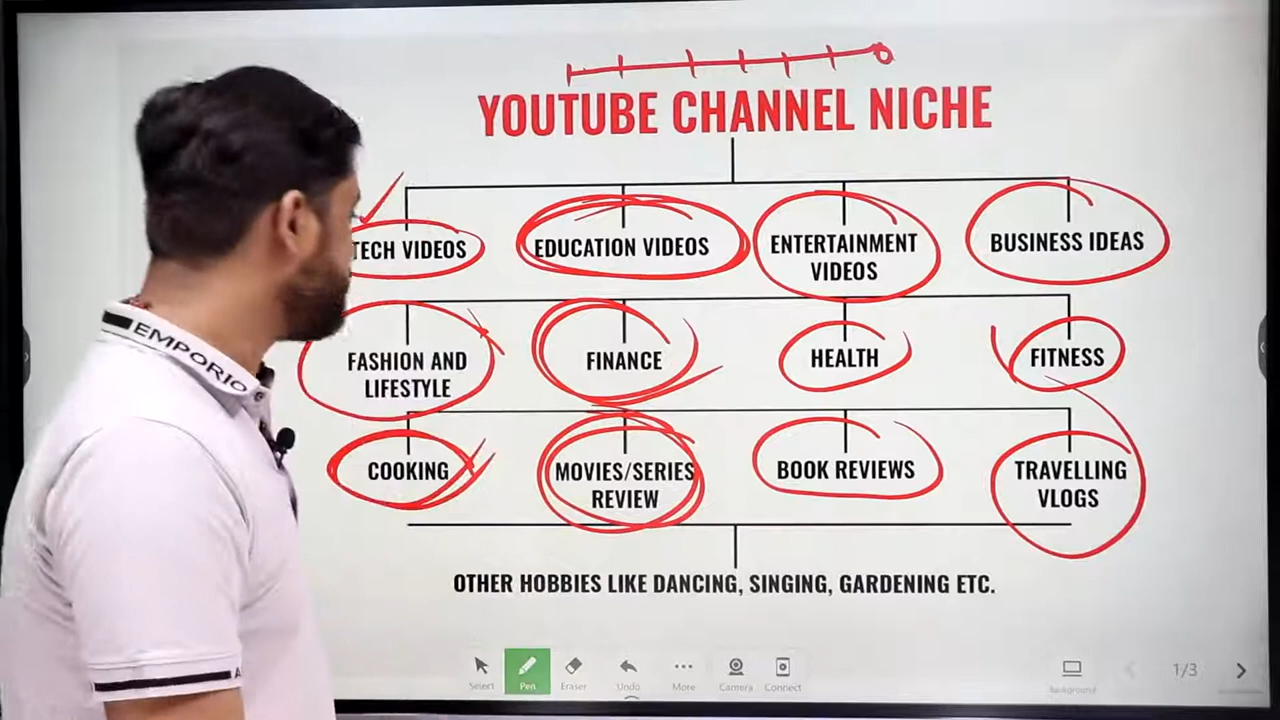 YOUTUBE CHANNEL NICHE
TECH VIDEOS
EDUCATION VIDEOS
ENTERTAINMENT
VIDEOS
BUSINESS IDEAS
FASHION AND
LIFESTYLE
FINANCE
HEALTH
FITNESS
COOKING
MOVIES/SERIES
REVIEW
BOOK REVIEWS
TRAVELLING
VLOGS
OTHER HOBBIES LIKE DANCING, SINGING, GARDENING ETC.
EMPORIO
Select
Pen
Eraser
Undo
More
Camera
Connect
Background
1/3